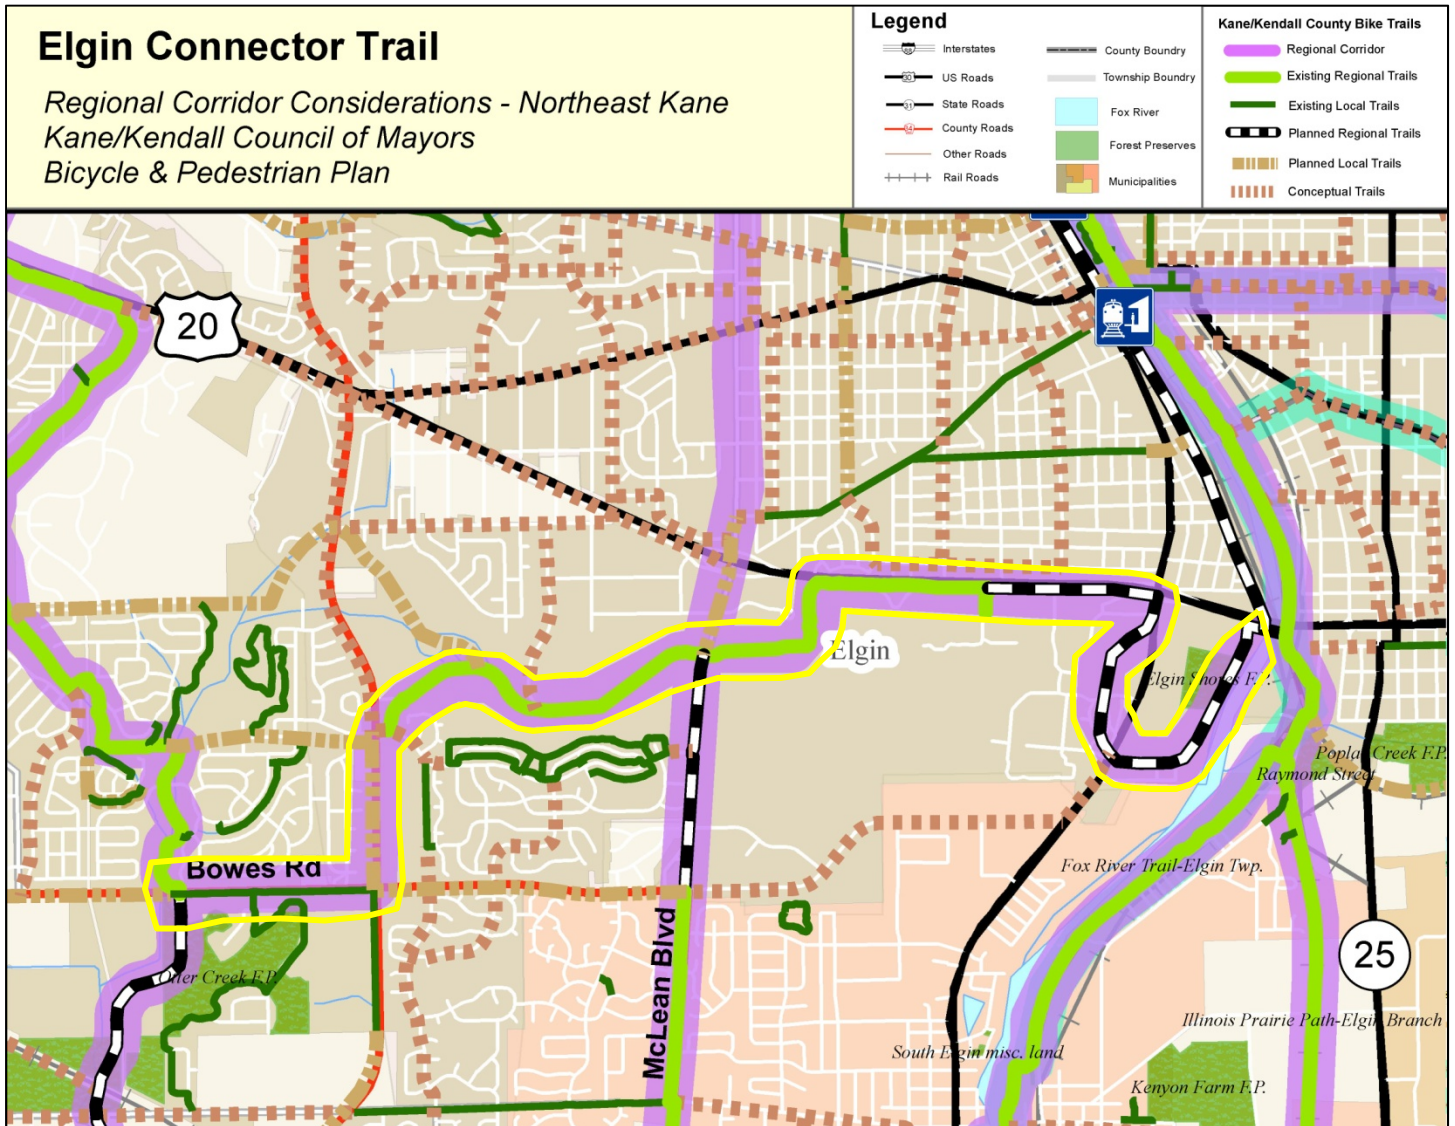 Elgin Connector Trail
Regional Corridor Considerations - Northeast Kane
Kane/Kendall Council of Mayors
Bicycle & Pedestrian Plan
Legend
Interstates
US Roads
State Roads
County Roads
Other Roads
Rail Roads
County Boundry
Township Boundry
Fox River
Forest Preserves
Municipalities
Kane/Kendall County Bike Trails
Regional Corridor
Existing Regional Trails
Existing Local Trails
Planned Regional Trails
Planned Local Trails
Conceptual Trails
20
Elgin
Elgin Shores F.P.
Poplar Creek F.P.
Raymond Street
Bowes Rd
Fox River Trail-Elgin Twp.
McLean Blvd
25
Otter Creek F.P.
Illinois Prairie Path-Elgin Branch
South Elgin misc. land
Kenyon Farm F.P.